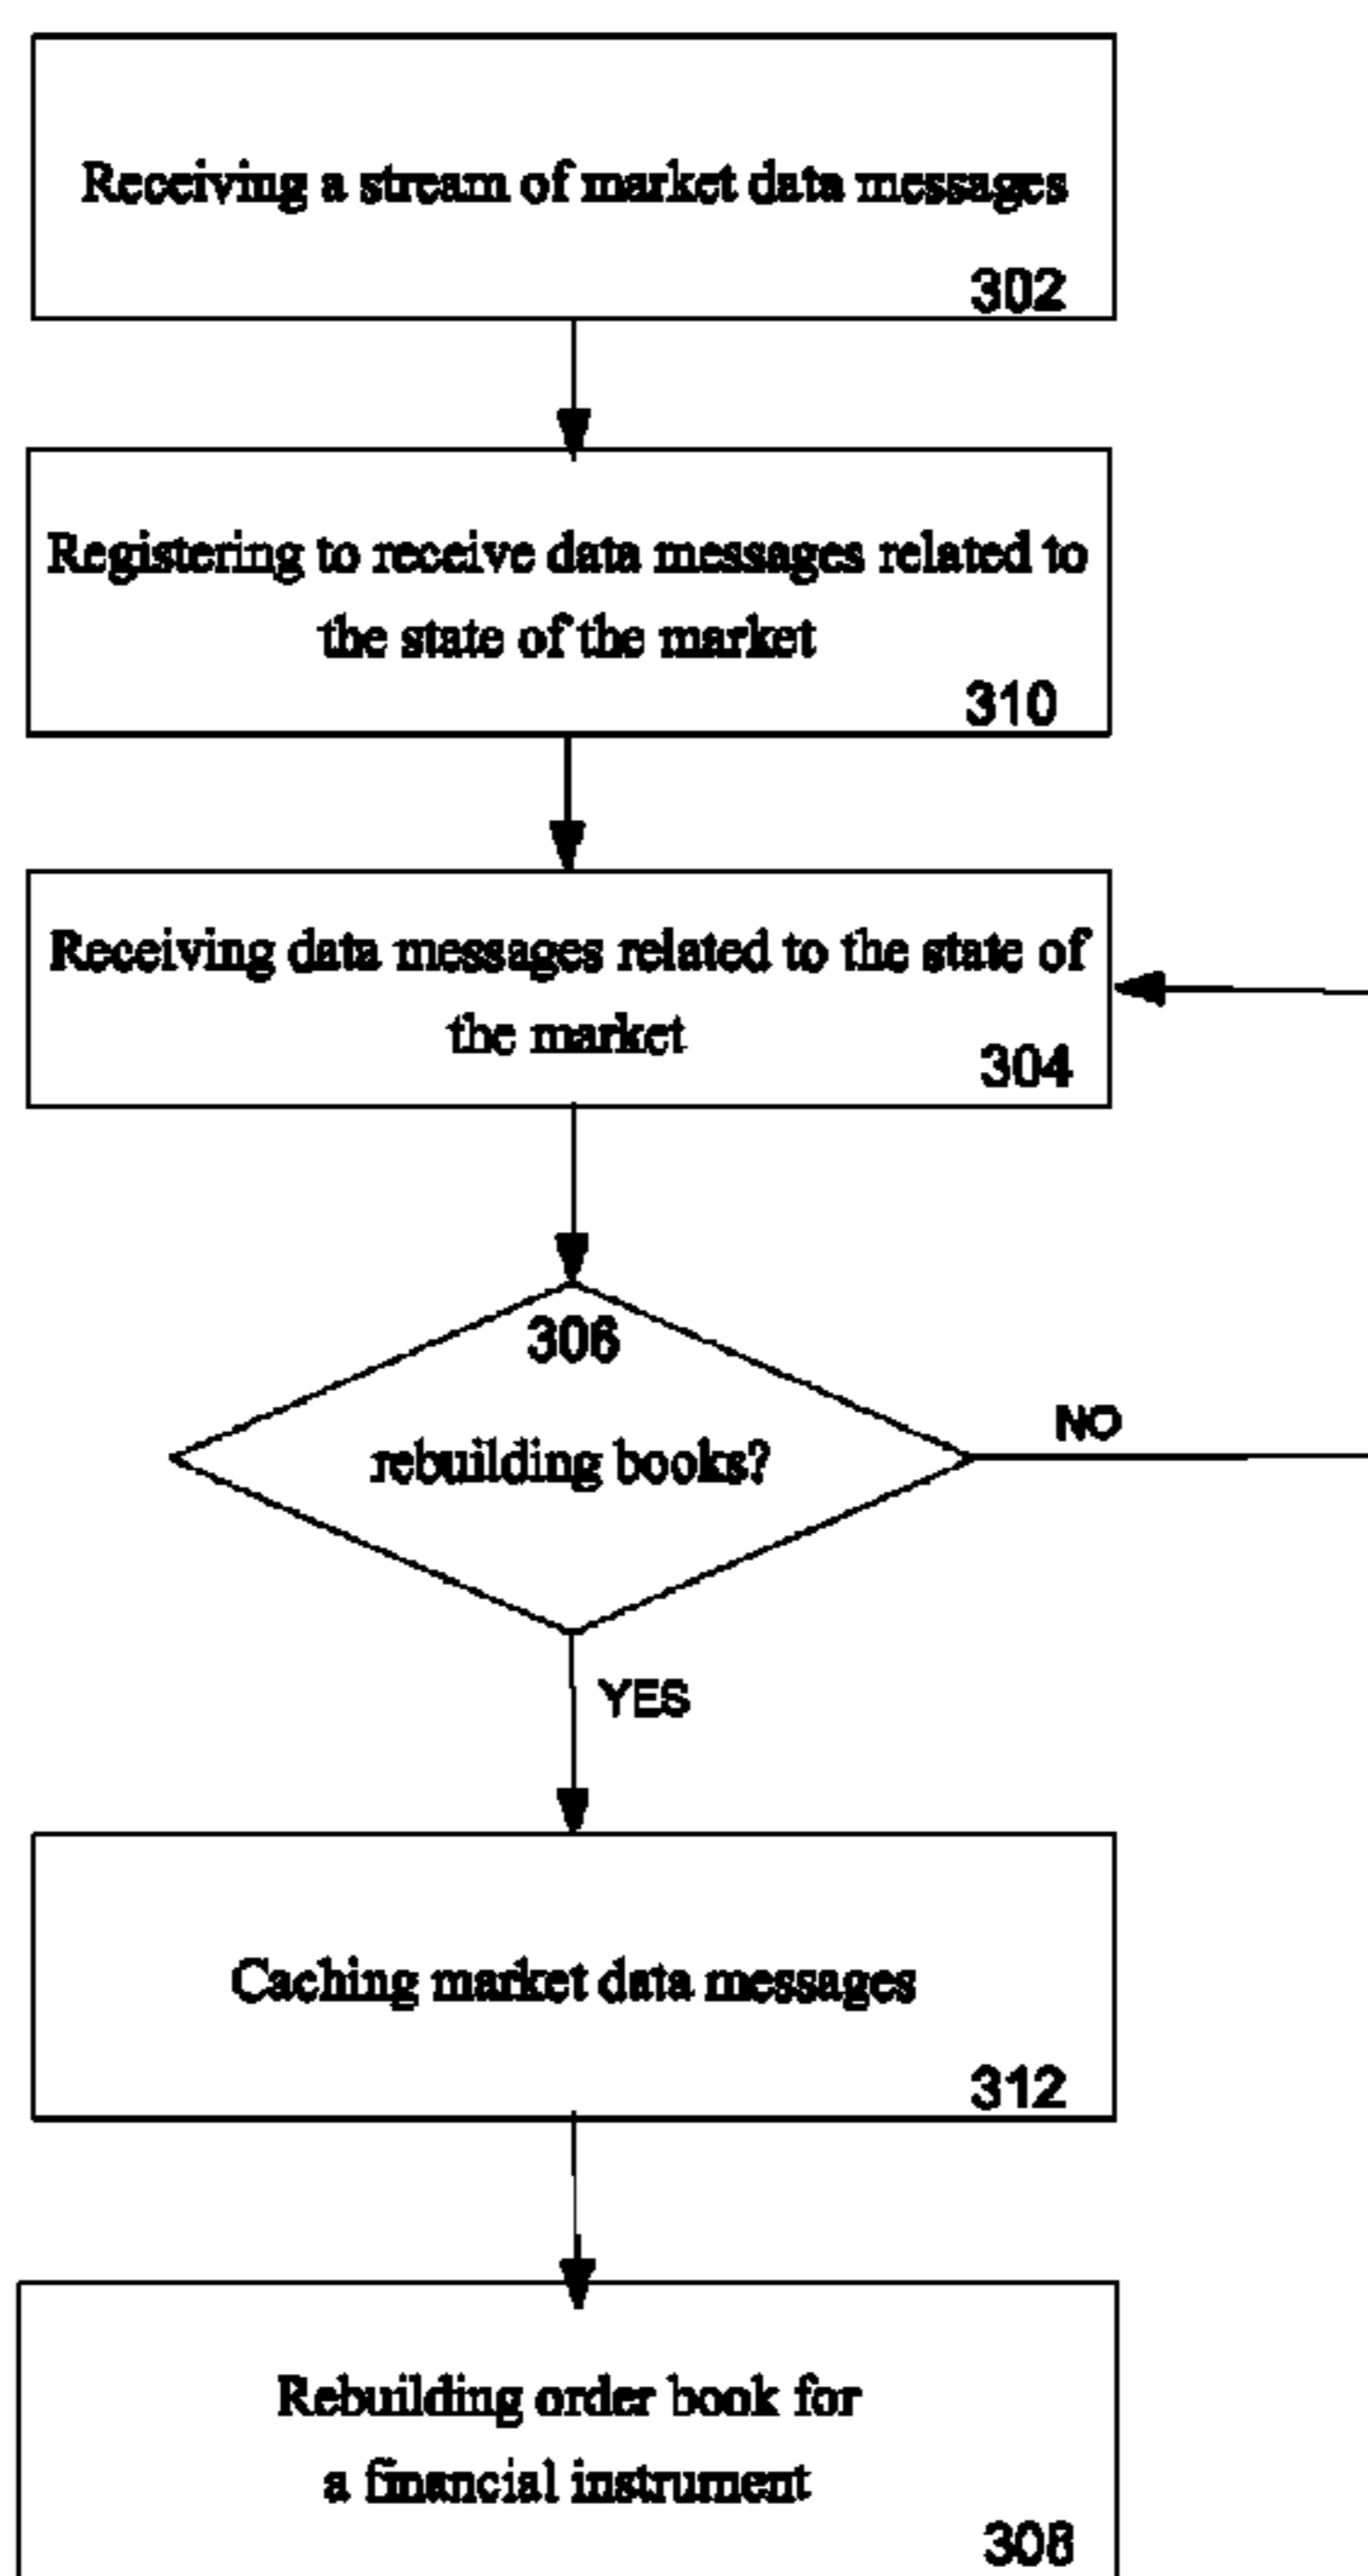 Receiving a stream of market data messages
302
Registering to receive data messages related to
the state of the market
310
Receiving data messages related to the state of
the market
304
306
rebuilding books?
NO
YES
Caching market data messages
312
Rebuilding order book for
a financial instrument
308